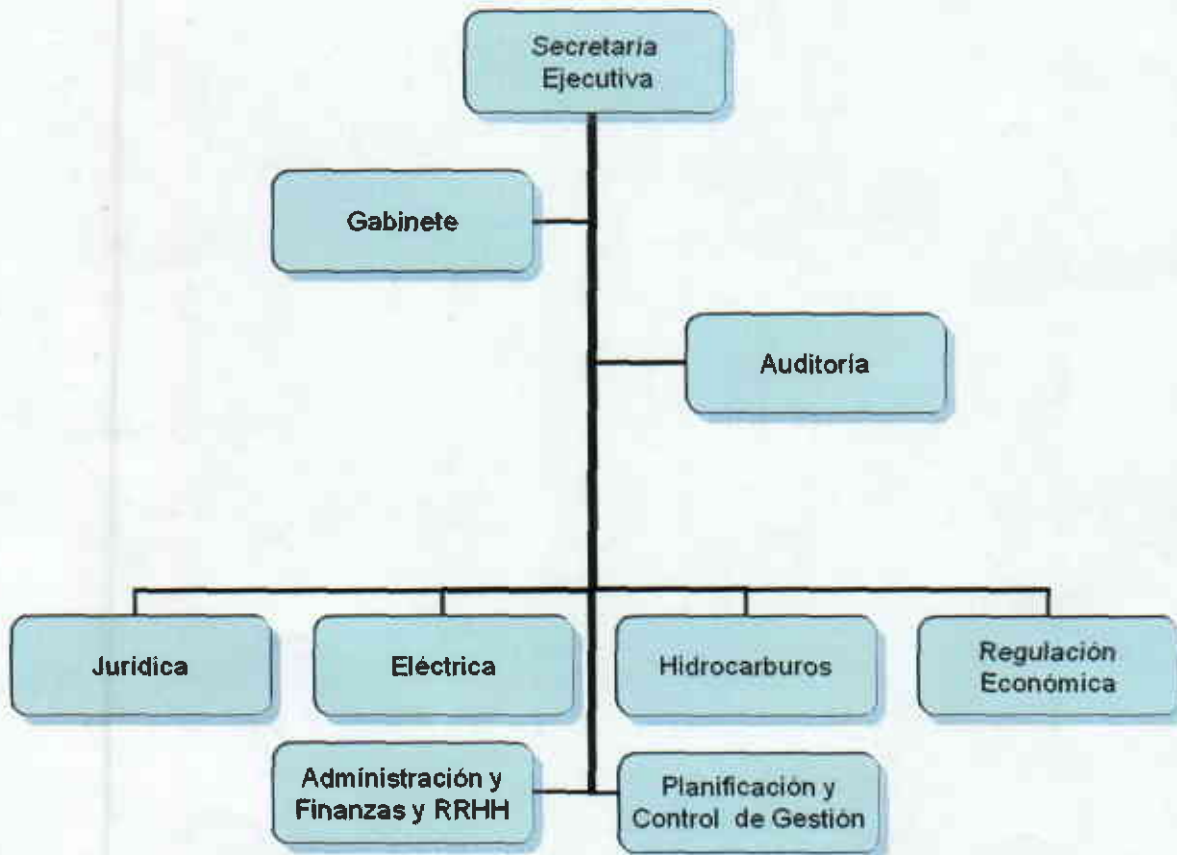 Secretaría
Ejecutiva
Gabinete
Auditoría
Jurídica
Eléctrica
Hidrocarburos
Regulación
Económica
Administración y
Finanzas y RRHH
Planificación y
Control de Gestión